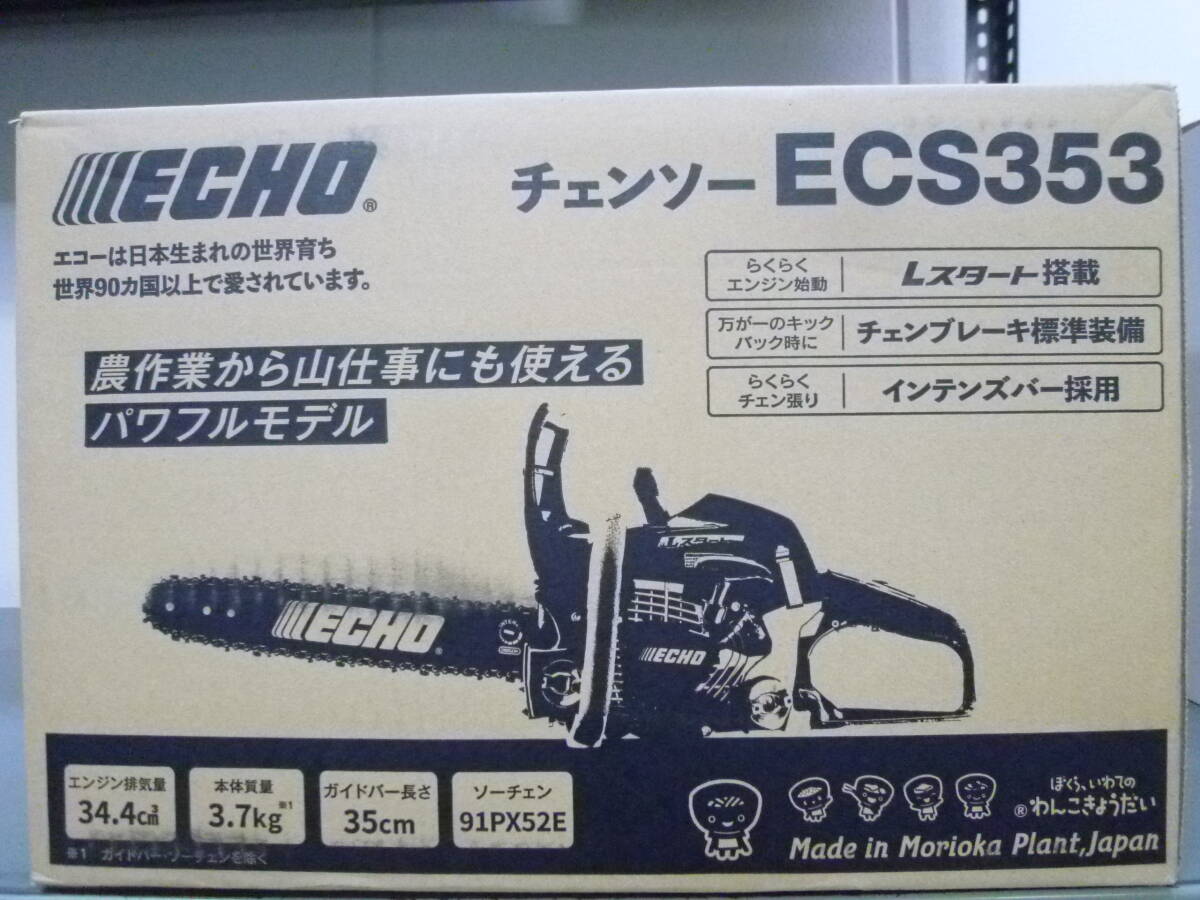 ECHO®
チェンソー ECS353
エコーは日本生まれの世界育ち
世界90カ国以上で愛されています。
らくらく
エンジン始動
Lスタート搭載
万が一のキック
バック時に
チェンブレーキ標準装備
らくらく
チェン張り
インテンズバー採用
農作業から山仕事にも使える
パワフルモデル
Lスタート
ECHO
ECHO
エンジン排気量
34.4cm³
本体質量
3.7kg※1
ガイドバー長さ
35cm
ソーチェン
91PX52E
※1 ガイドバー・ソーチェンを除く
ぼくら、いわての
®わんこきょうだい
Made in Morioka Plant,Japan